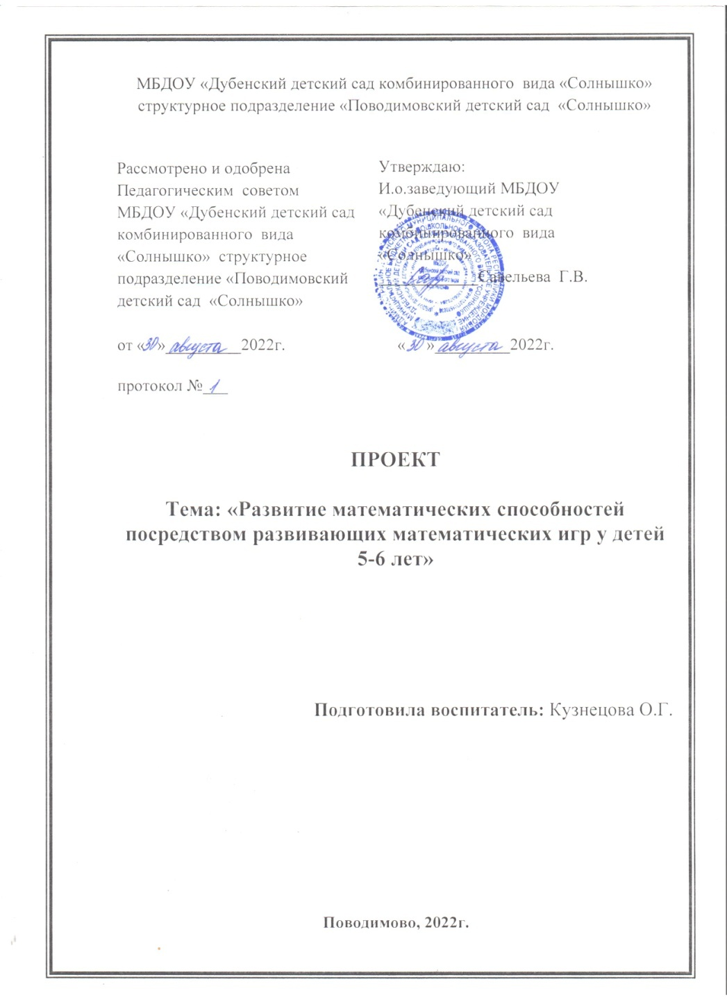 МБДОУ «Дубенский детский сад комбинированного вида «Солнышко»
структурное подразделение «Поводимовский детский сад «Солнышко»
Рассмотрено и одобрена
Педагогическим советом
МБДОУ «Дубенский детский сад
комбинированного вида
«Солнышко» структурное
подразделение «Поводимовский
детский сад «Солнышко»
от «30» августа 2022г.
протокол № 1
Утверждаю:
И.о.заведующий МБДОУ
«Дубенский детский сад
комбинированного вида
«Солнышко»
Савельева Г.В.
«30» августа 2022г.
ПРОЕКТ
Тема: «Развитие математических способностей
посредством развивающих математических игр у детей
5-6 лет»
Подготовила воспитатель: Кузнецова О.Г.
Поводимово, 2022г.